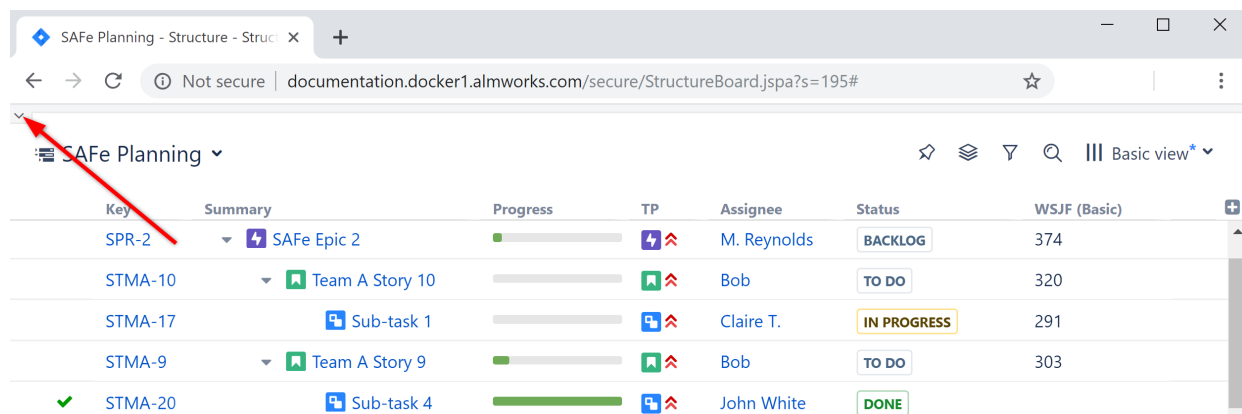 SAFe Planning - Structure - Struct
Not secure documentation.docker1.almworks.com/secure/StructureBoard.jspa?s=195#
SAFe Planning Basic view*
Key Summary Progress TP Assignee Status WSJF (Basic)
SPR-2 SAFe Epic 2 M. Reynolds BACKLOG 374
STMA-10 Team A Story 10 Bob TO DO 320
STMA-17 Sub-task 1 Claire T. IN PROGRESS 291
STMA-9 Team A Story 9 Bob TO DO 303
STMA-20 Sub-task 4 John White DONE